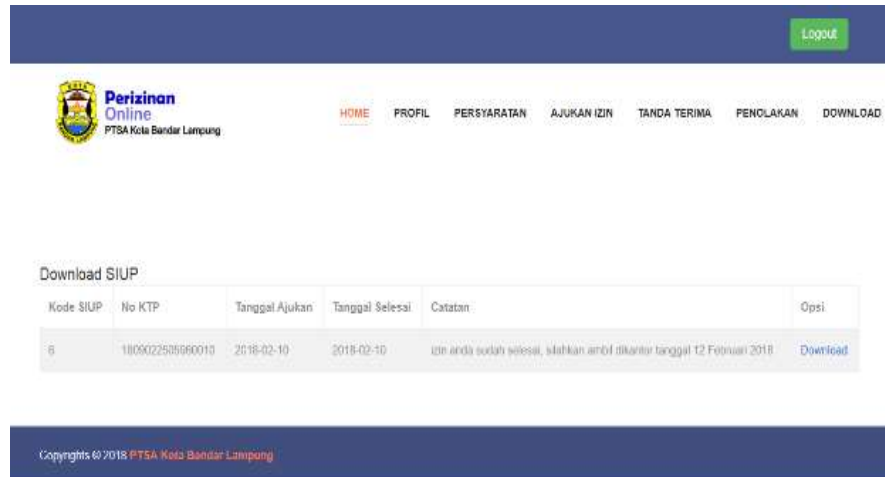 Logout
Perizinan
Online
PTSA Kota Bandar Lampung
HOME PROFIL PERSYARATAN AJUKAN IZIN TANDA TERIMA PENOLAKAN DOWNLOAD
Download SIUP
Kode SIUP No KTP Tanggal Ajukan Tanggal Selesai Catatan Opsi
6 2018-02-10 2018-02-10 izin anda sudah selesai, silahkan ambil dikantor tanggal 12 Februari 2018 Download
Copyrights © 2018 PTSA Kota Bandar Lampung